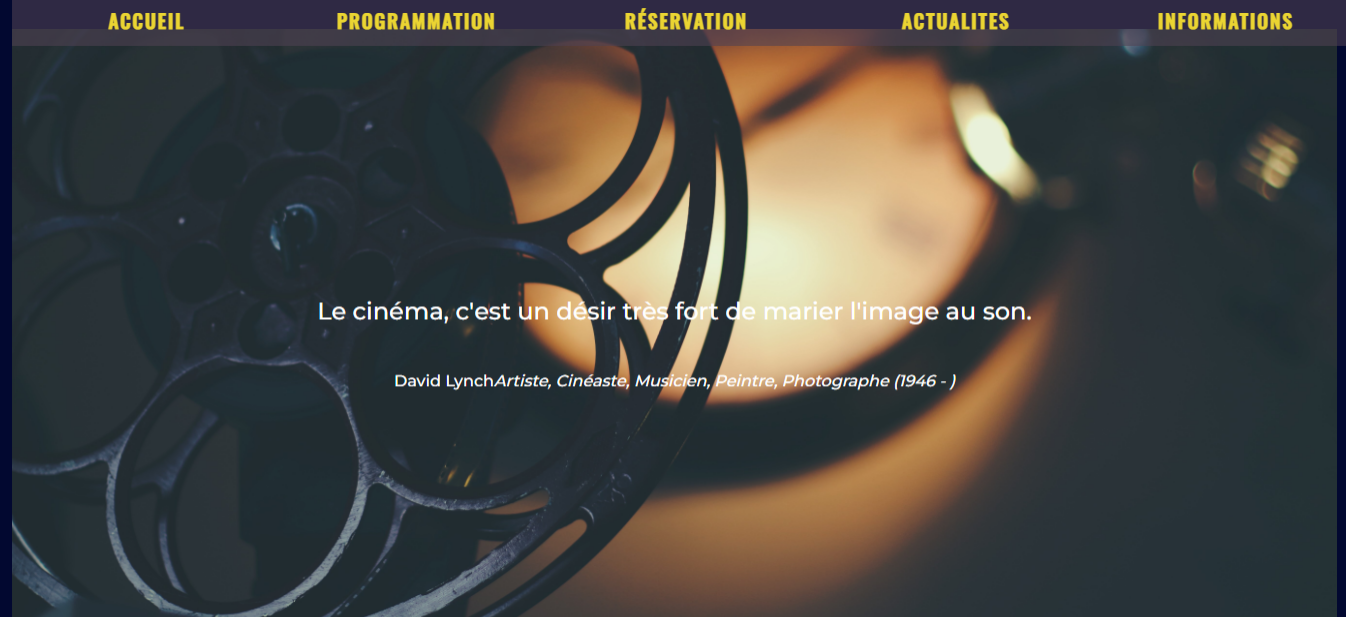 ACCUEIL PROGRAMMATION RÉSERVATION ACTUALITES INFORMATIONS
Le cinéma, c'est un désir très fort de marier l'image au son.
David LynchArtiste, Cinéaste, Musicien, Peintre, Photographe (1946 - )